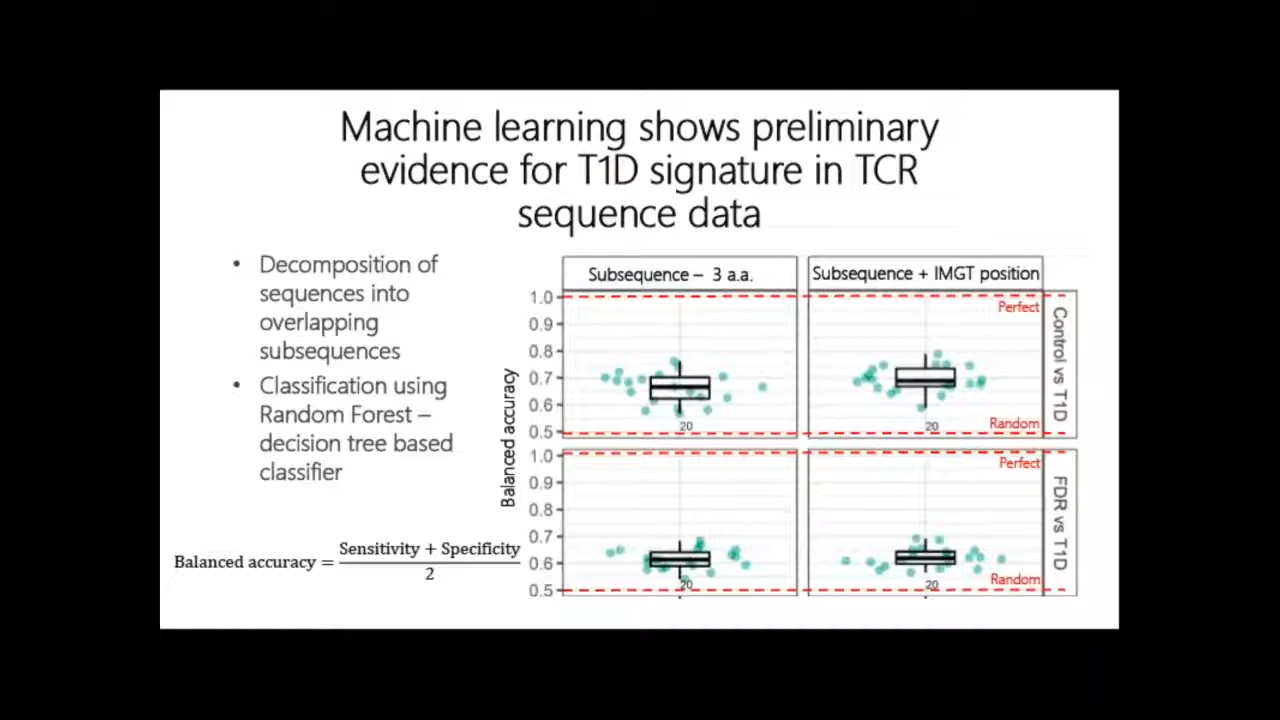 Machine learning shows preliminary
evidence for T1D signature in TCR
sequence data
• Decomposition of
sequences into
overlapping
subsequences
• Classification using
Random Forest –
decision tree based
classifier
Balanced accuracy = Sensitivity + Specificity
2
Subsequence – 3 a.a.
Subsequence + IMGT position
Balanced accuracy
1.0
0.9
0.8
0.7
0.6
0.5
20
Perfect
20
Random
Control vs T1D
1.0
0.9
0.8
0.7
0.6
0.5
20
Perfect
20
Random
FDR vs T1D